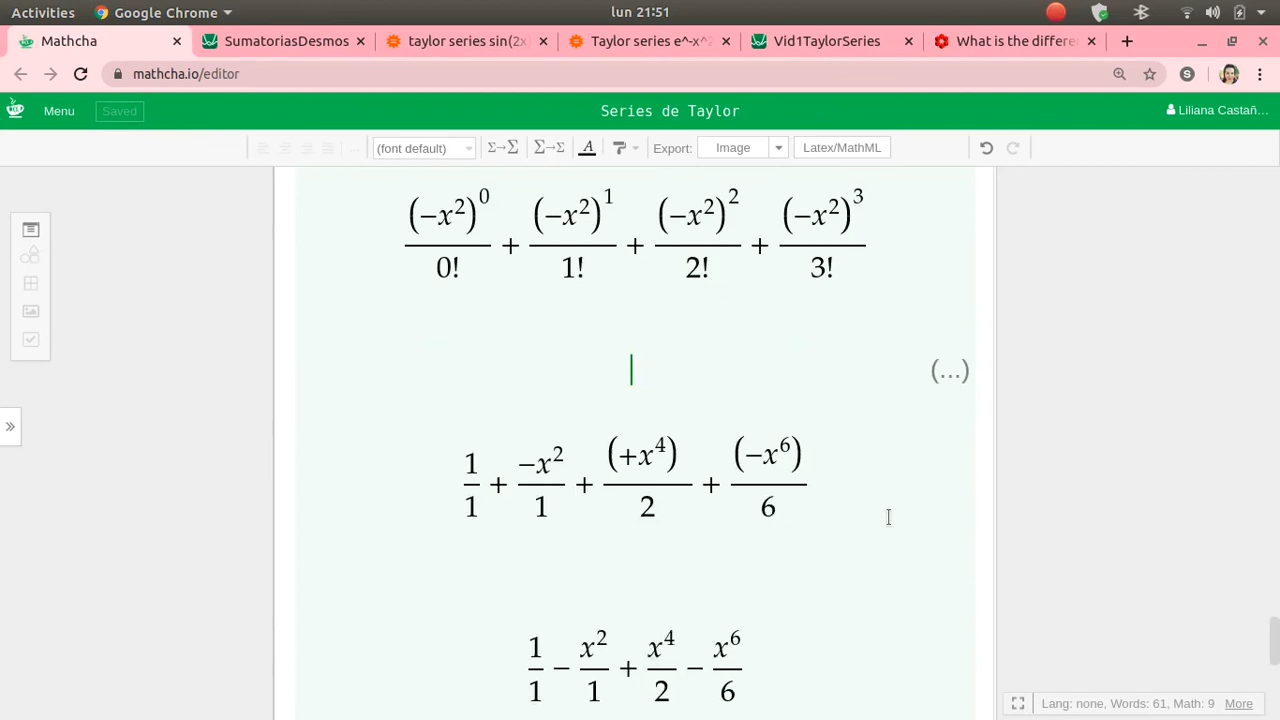 Activities Google Chrome lun 21:51
Mathcha × SumatoriasDesmos × taylor series sin(2x × Taylor series e^-x^2 × Vid1TaylorSeries × What is the differe × +
mathcha.io/editor S
Menu Saved Series de Taylor Liliana Castañ...
... (font default) Σ→Σ Σ→Σ A Export: Image Latex/MathML
(−x²)⁰/0! + (−x²)¹/1! + (−x²)²/2! + (−x²)³/3!
(...)
1/1 + −x²/1 + (+x⁴)/2 + (−x⁶)/6
1/1 − x²/1 + x⁴/2 − x⁶/6
Lang: none, Words: 61, Math: 9 More